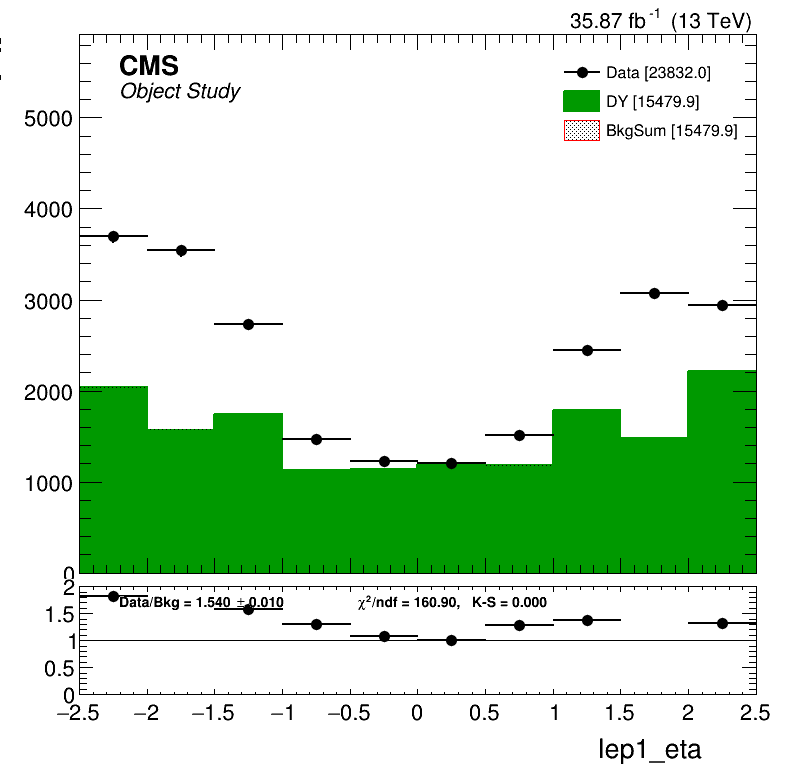 35.87 fb⁻¹ (13 TeV)
CMS
Object Study
Data [23832.0]
DY [15479.9]
BkgSum [15479.9]
5000
4000
3000
2000
1000
0
2
Data/Bkg = 1.540 ± 0.010 χ²/ndf = 160.90, K-S = 0.000
1.5
1
0.5
0
−2.5 −2 −1.5 −1 −0.5 0 0.5 1 1.5 2 2.5
lep1_eta